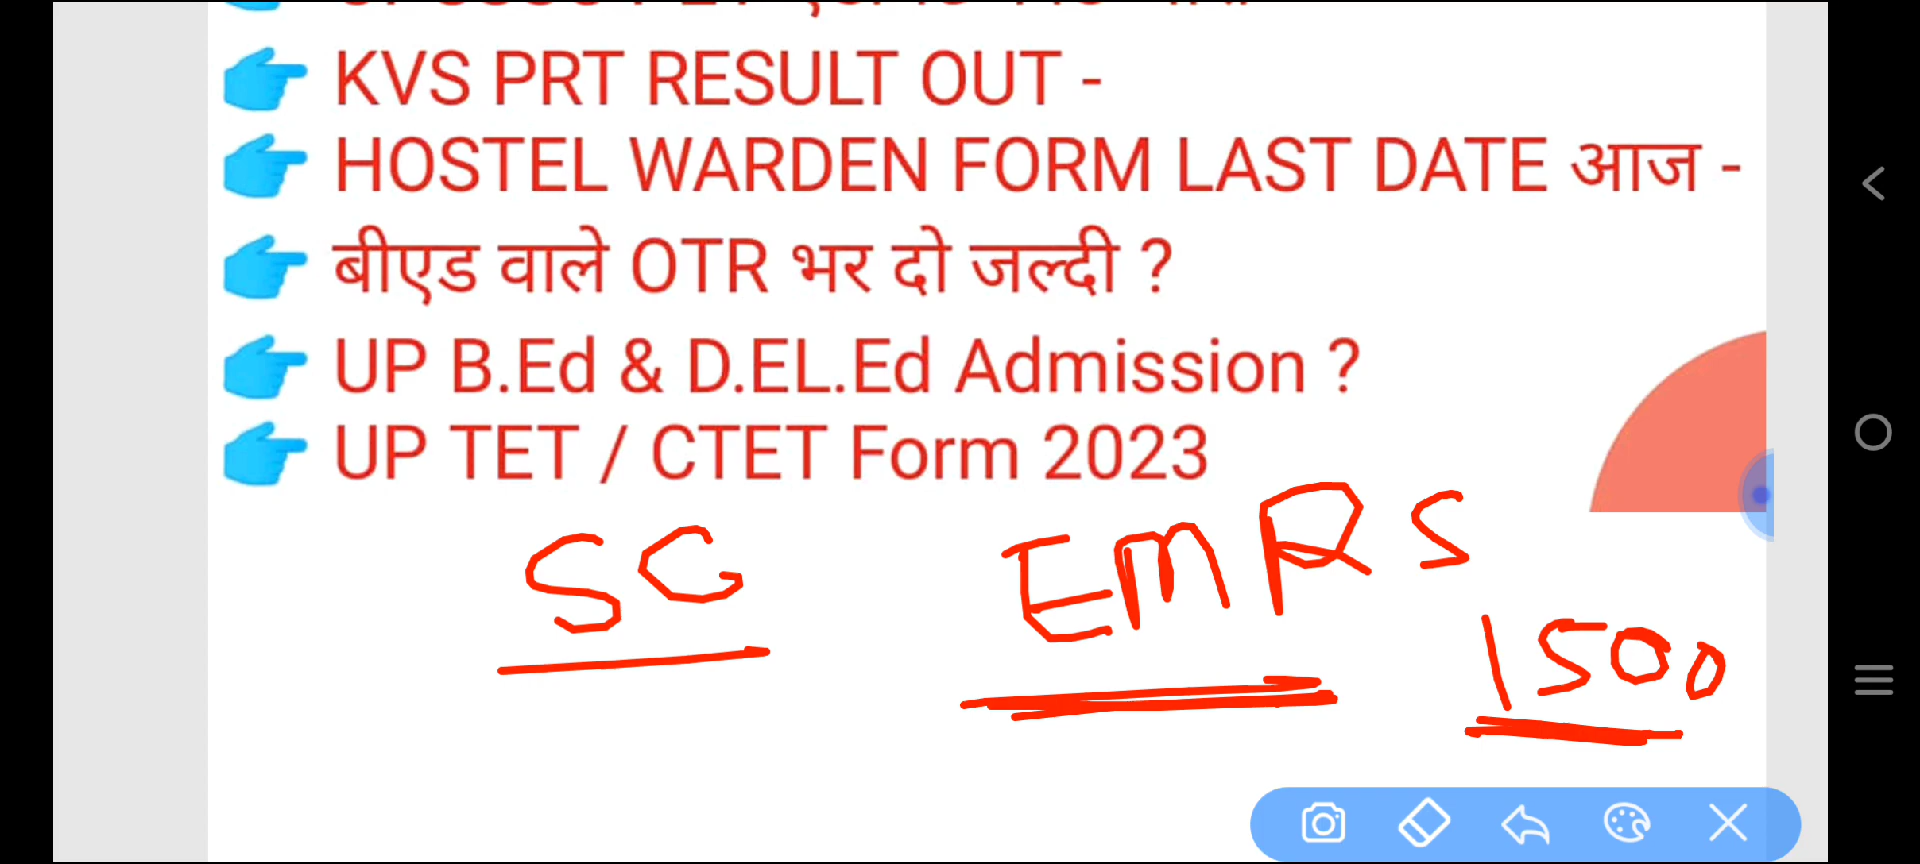 KVS PRT RESULT OUT -
HOSTEL WARDEN FORM LAST DATE आज -
बीएड वाले OTR भर दो जल्दी ?
UP B.Ed & D.EL.Ed Admission ?
UP TET / CTET Form 2023
SG EMRS
1500